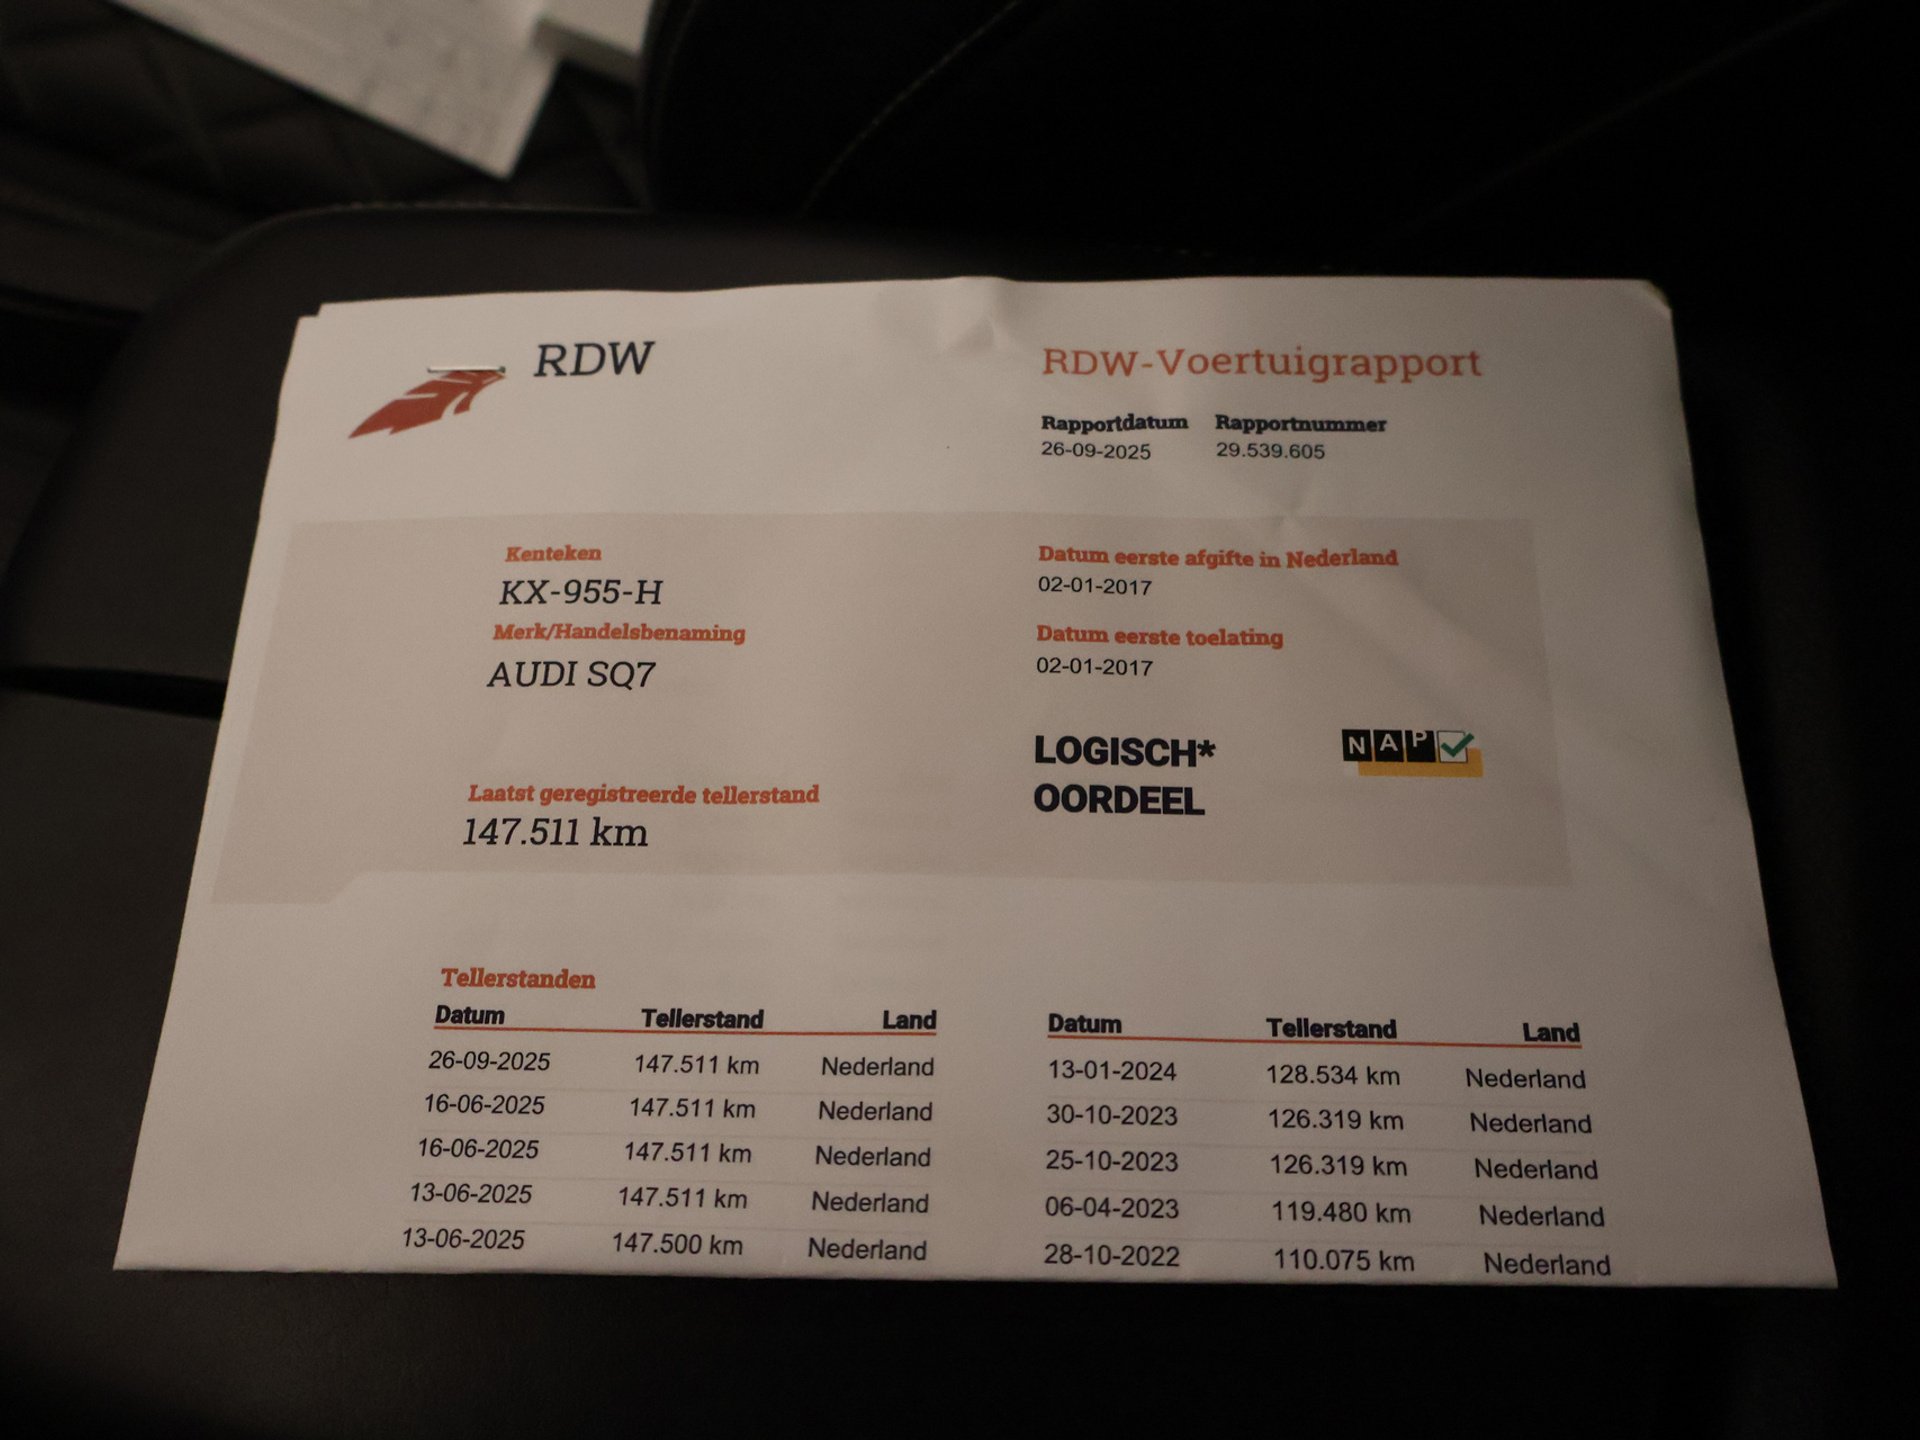 RDW
RDW-Voertuigrapport
Rapportdatum Rapportnummer
26-09-2025 29.539.605
Kenteken
KX-955-H
Merk/Handelsbenaming
AUDI SQ7
Laatst geregistreerde tellerstand
147.511 km
Datum eerste afgifte in Nederland
02-01-2017
Datum eerste toelating
02-01-2017
LOGISCH*
OORDEEL
NAP
Tellerstanden
Datum Tellerstand Land
26-09-2025 147.511 km Nederland
16-06-2025 147.511 km Nederland
16-06-2025 147.511 km Nederland
13-06-2025 147.511 km Nederland
13-06-2025 147.500 km Nederland
Datum Tellerstand Land
13-01-2024 128.534 km Nederland
30-10-2023 126.319 km Nederland
25-10-2023 126.319 km Nederland
06-04-2023 119.480 km Nederland
28-10-2022 110.075 km Nederland